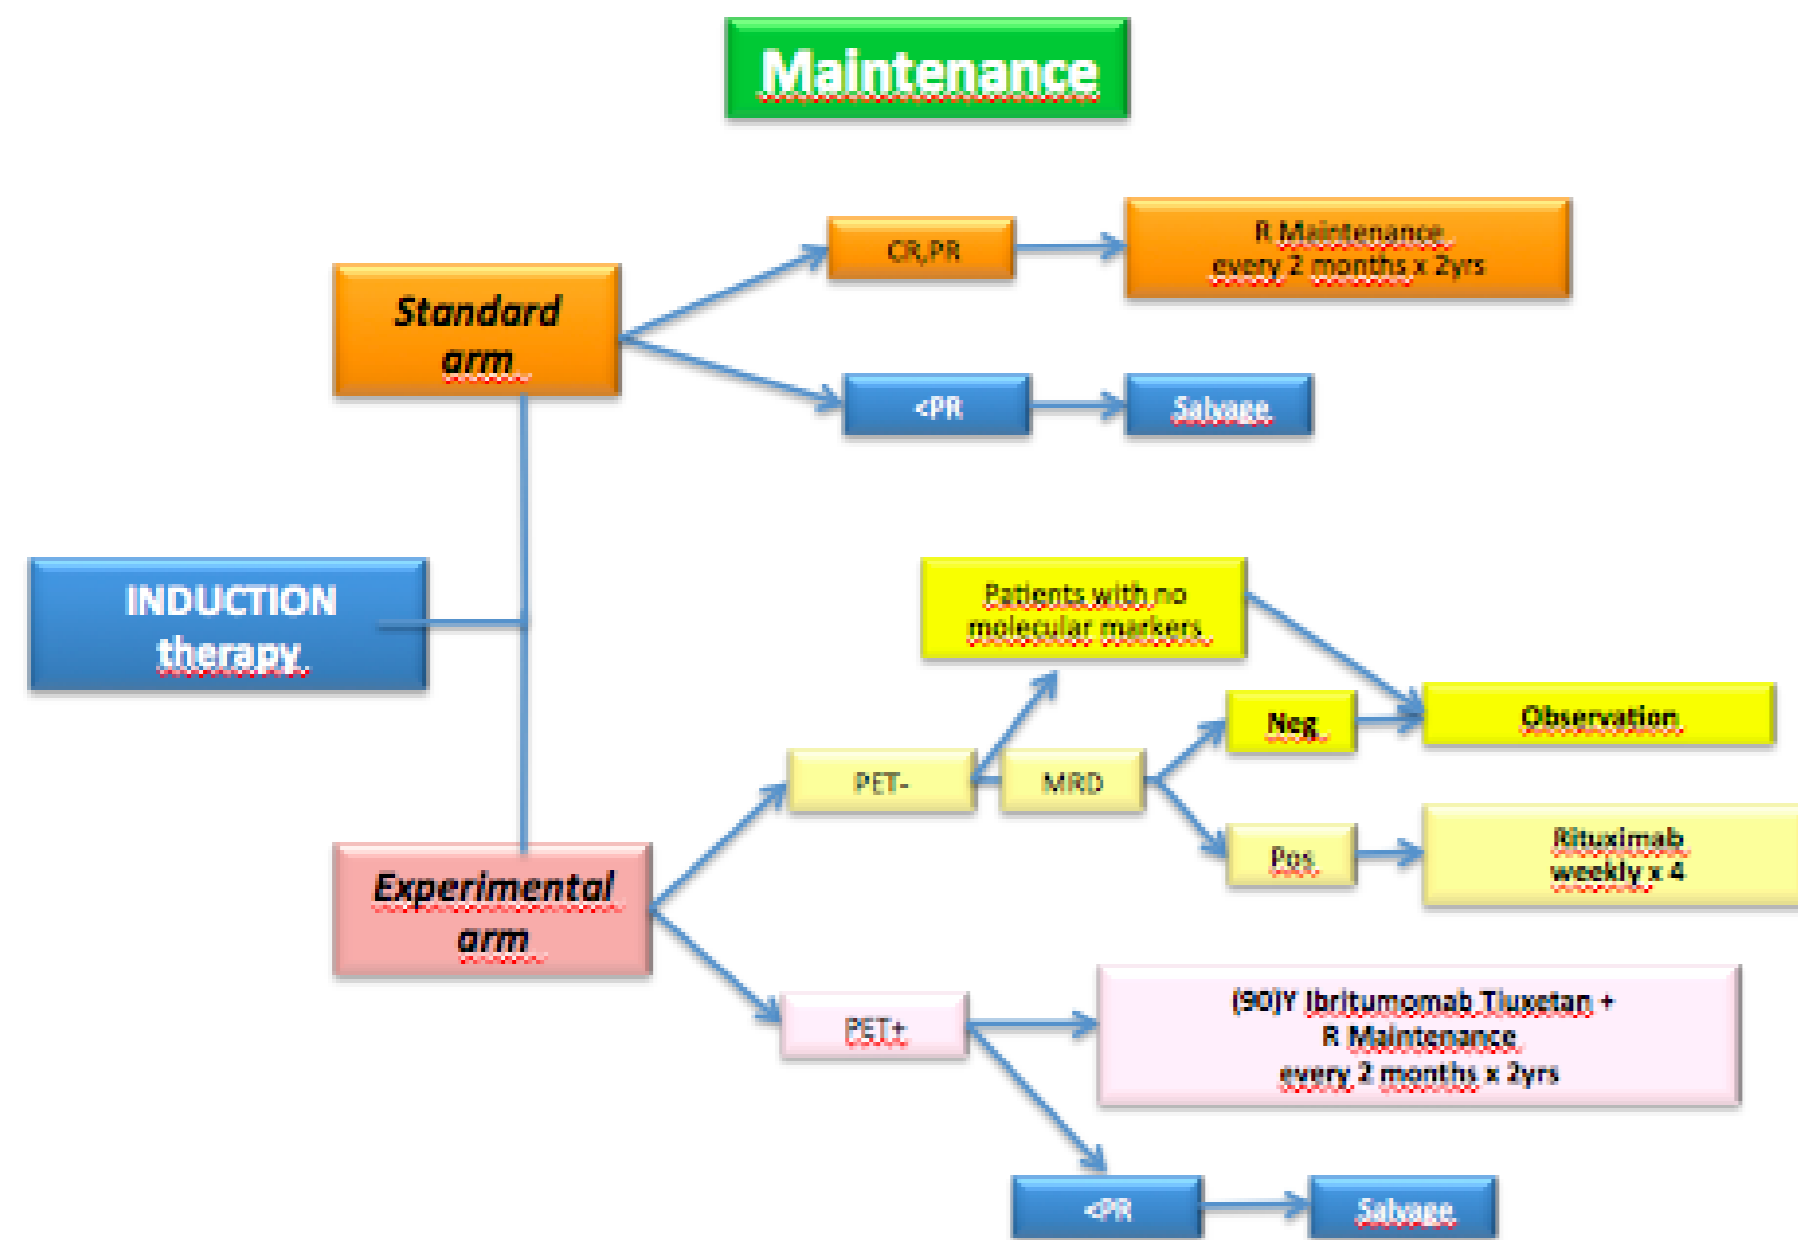 Maintenance
CR,PR
R Maintenance
every 2 months x 2yrs
Standard
arm
<PR
Salvage
INDUCTION
therapy
Patients with no
molecular markers
Neg
Observation
PET-
MRD
Pos
Rituximab
weekly x 4
Experimental
arm
PET+
(90)Y Ibritumomab Tiuxetan +
R Maintenance
every 2 months x 2yrs
<PR
Salvage